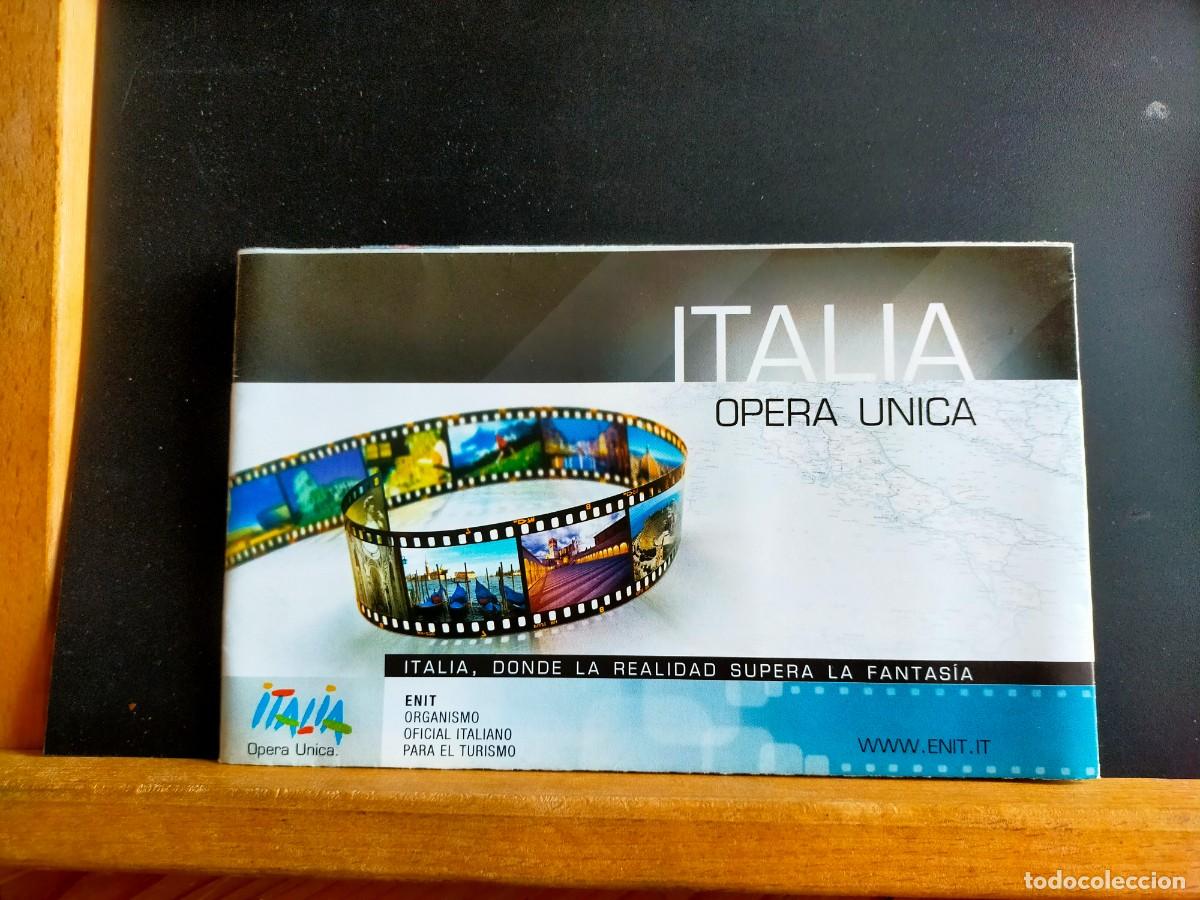 ITALIA
OPERA UNICA
ITALIA, DONDE LA REALIDAD SUPERA LA FANTASÍA
iTALiA
Opera Unica.
ENIT
ORGANISMO
OFICIAL ITALIANO
PARA EL TURISMO
WWW.ENIT.IT
todocoleccion